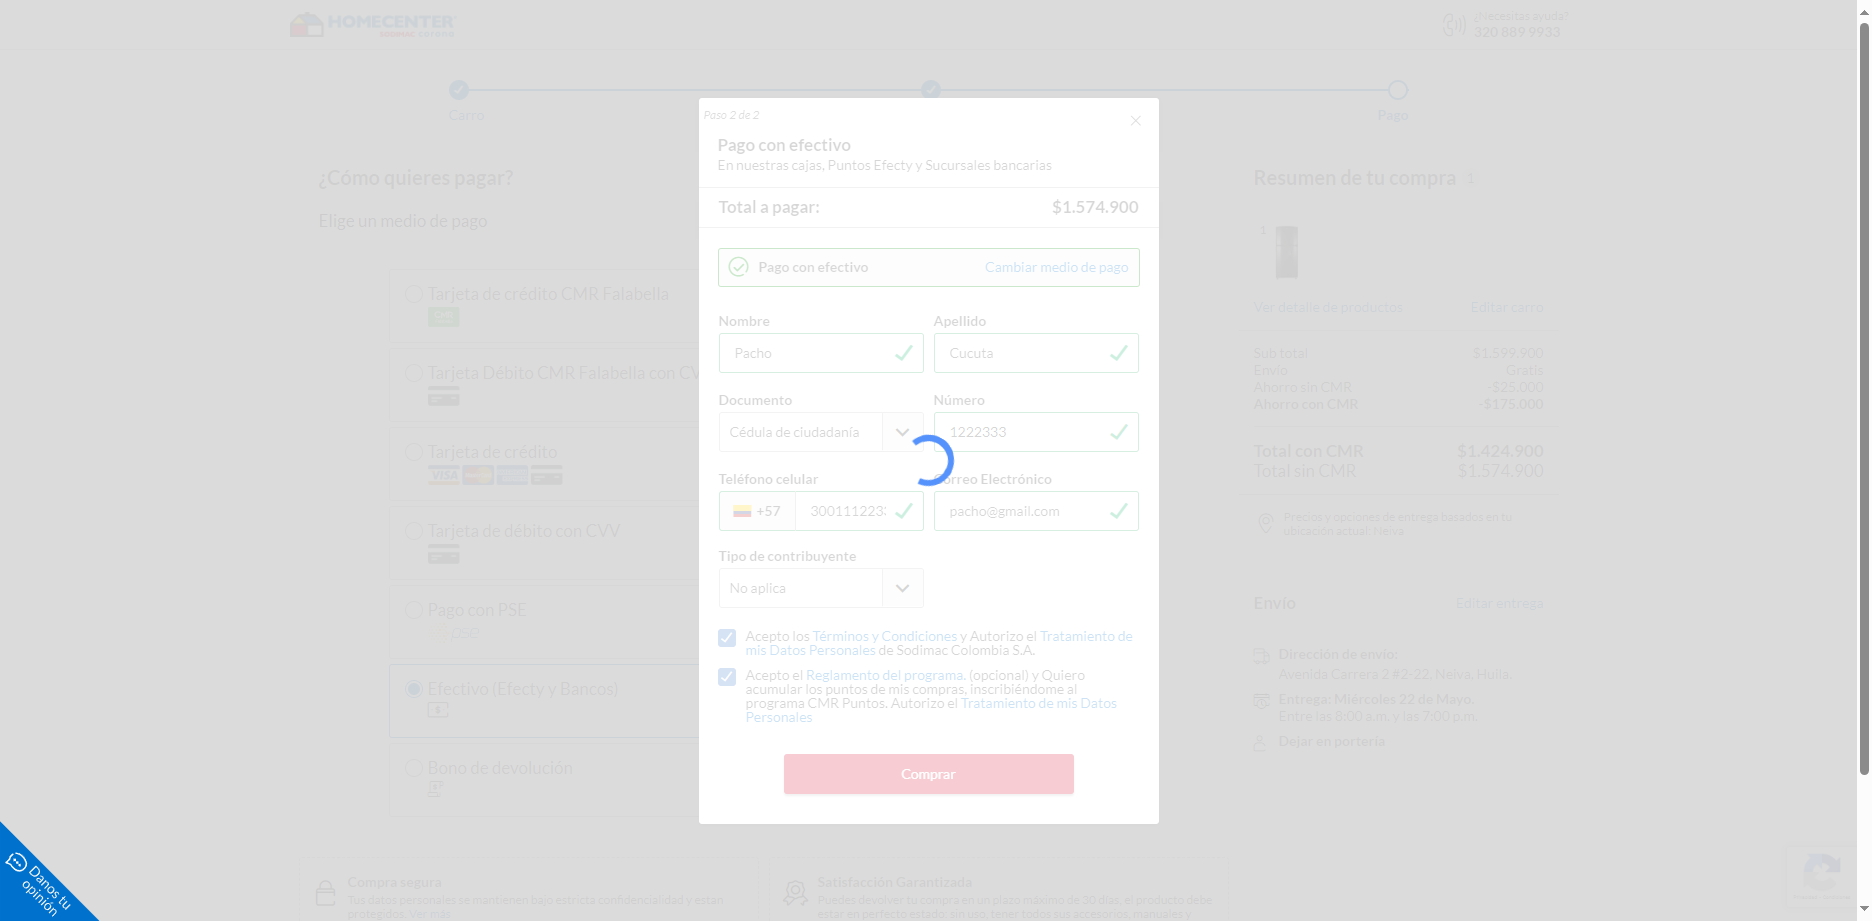 HOMECENTER
SODIMAC CORONA
¿Necesitas ayuda?
320 889 9933
Carro
Pago
¿Cómo quieres pagar?
Elige un medio de pago
Tarjeta de crédito CMR Falabella
CMR
Tarjeta Débito CMR Falabella con CV
Tarjeta de crédito
VISA
Tarjeta de débito con CVV
Pago con PSE
Efectivo (Efecty y Bancos)
Bono de devolución
Paso 2 de 2
Pago con efectivo
En nuestras cajas, Puntos Efecty y Sucursales bancarias
Total a pagar: $1.574.900
Pago con efectivo Cambiar medio de pago
Nombre Apellido
Pacho Cucuta
Documento Número
Cédula de ciudadanía 1222333
Teléfono celular Correo Electrónico
+57 3001112233 pacho@gmail.com
Tipo de contribuyente
No aplica
Acepto los Términos y Condiciones y Autorizo el Tratamiento de
mis Datos Personales de Sodimac Colombia S.A.
Acepto el Reglamento del programa. (opcional) y Quiero
acumular los puntos de mis compras, inscribiéndome al
programa CMR Puntos. Autorizo el Tratamiento de mis Datos
Personales
Comprar
Resumen de tu compra 1
1
Ver detalle de productos Editar carro
Sub total $1.599.900
Envío Gratis
Ahorro sin CMR -$25.000
Ahorro con CMR -$175.000
Total con CMR $1.424.900
Total sin CMR $1.574.900
Precios y opciones de entrega basados en tu
ubicación actual: Neiva
Envío Editar entrega
Dirección de envío:
Avenida Carrera 2 #2-22, Neiva, Huila.
Entrega: Miércoles 22 de Mayo.
Entre las 8:00 a.m. y las 7:00 p.m.
Dejar en portería
Compra segura
Tus datos personales se mantienen bajo estricta confidencialidad y están
protegidos. Ver más
Satisfacción Garantizada
Puedes devolver tu compra en un plazo máximo de 30 días, el producto debe
estar en perfecto estado: sin uso, tener todos sus accesorios, manuales y
Danos tu
opinión